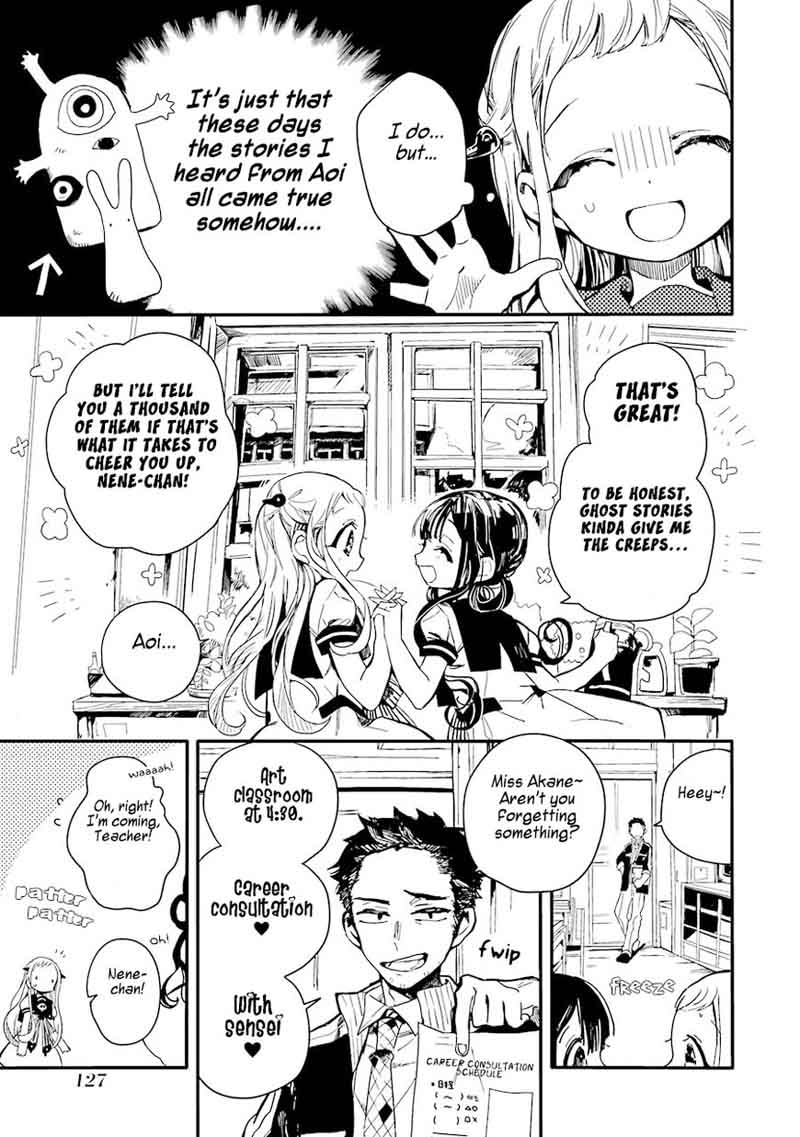 I do,
but...
It's just that
these days
the stories I
heard from Aoi
all came true
somehow....
That's
great!
To be honest,
ghost stories
kinda give me
the creeps...
But I'll tell
you a thousand
of them if that's
what it takes to
cheer you up,
Nene-chan!
Aoi...
Heey~!
freeze
Miss Akane~
Aren't you
forgetting
something?
Art
classroom
at 4:30.
Career
consultation
♥
With
sensei
♥
fwip
CAREER CONSULTATION
SCHEDULE
waaaah!
Oh, right!
I'm coming,
Teacher!
patter
patter
oh!
Nene-
chan!
127